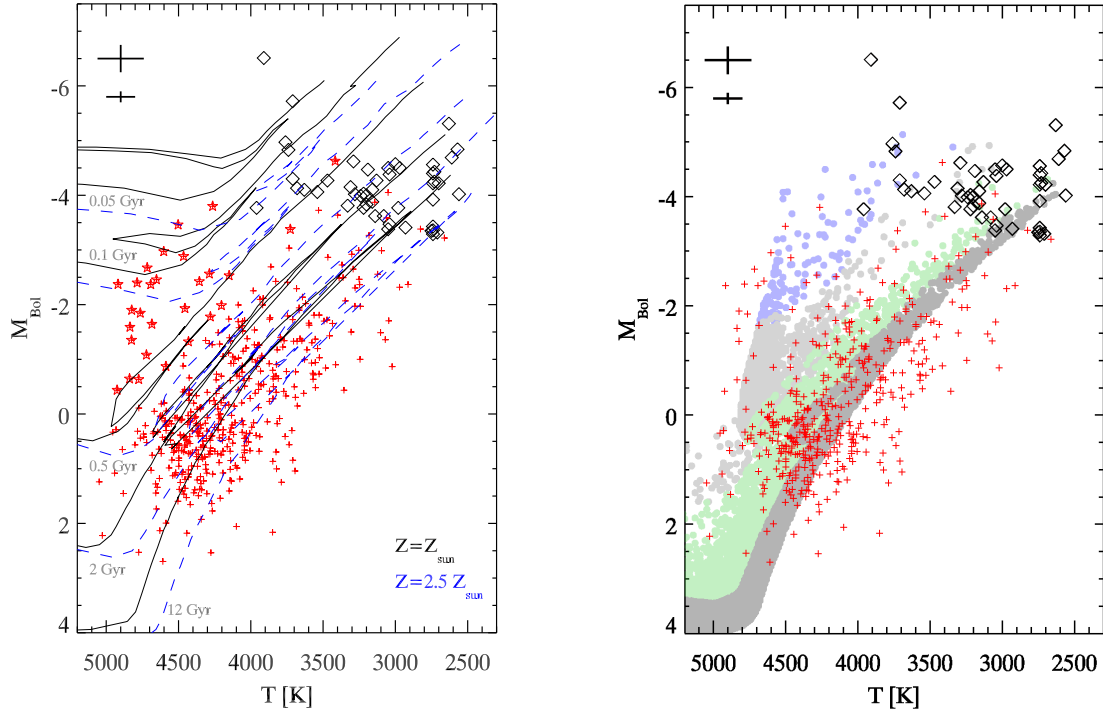 -6
-4
-2
0
2
4
M_Bol
0.05 Gyr
0.1 Gyr
0.5 Gyr
2 Gyr
12 Gyr
Z=Z_sun
Z=2.5 Z_sun
5000 4500 4000 3500 3000 2500
T [K]
-6
-4
-2
0
2
4
M_Bol
5000 4500 4000 3500 3000 2500
T [K]